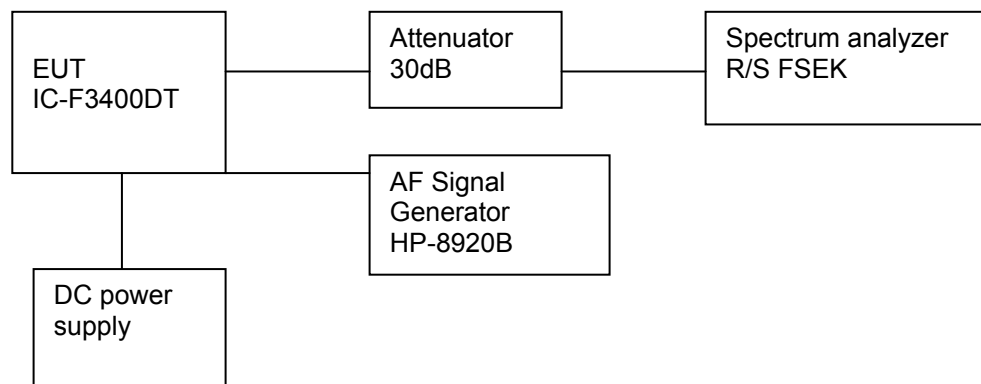 EUT
IC-F3400DT
Attenuator
30dB
Spectrum analyzer
R/S FSEK
AF Signal
Generator
HP-8920B
DC power
supply